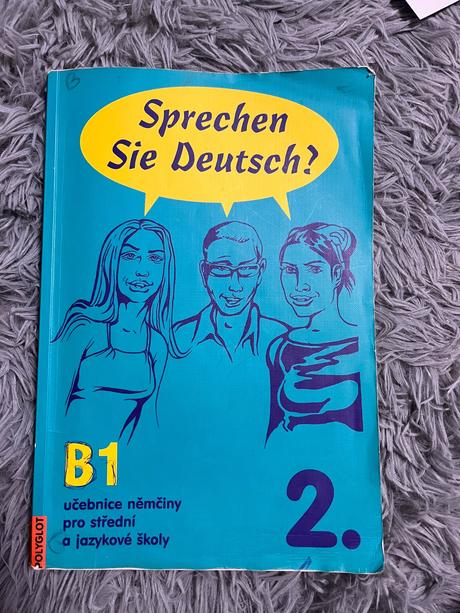 Sprechen
Sie Deutsch?
B1
učebnice němčiny
pro střední
a jazykové školy
2.
POLYGLOT